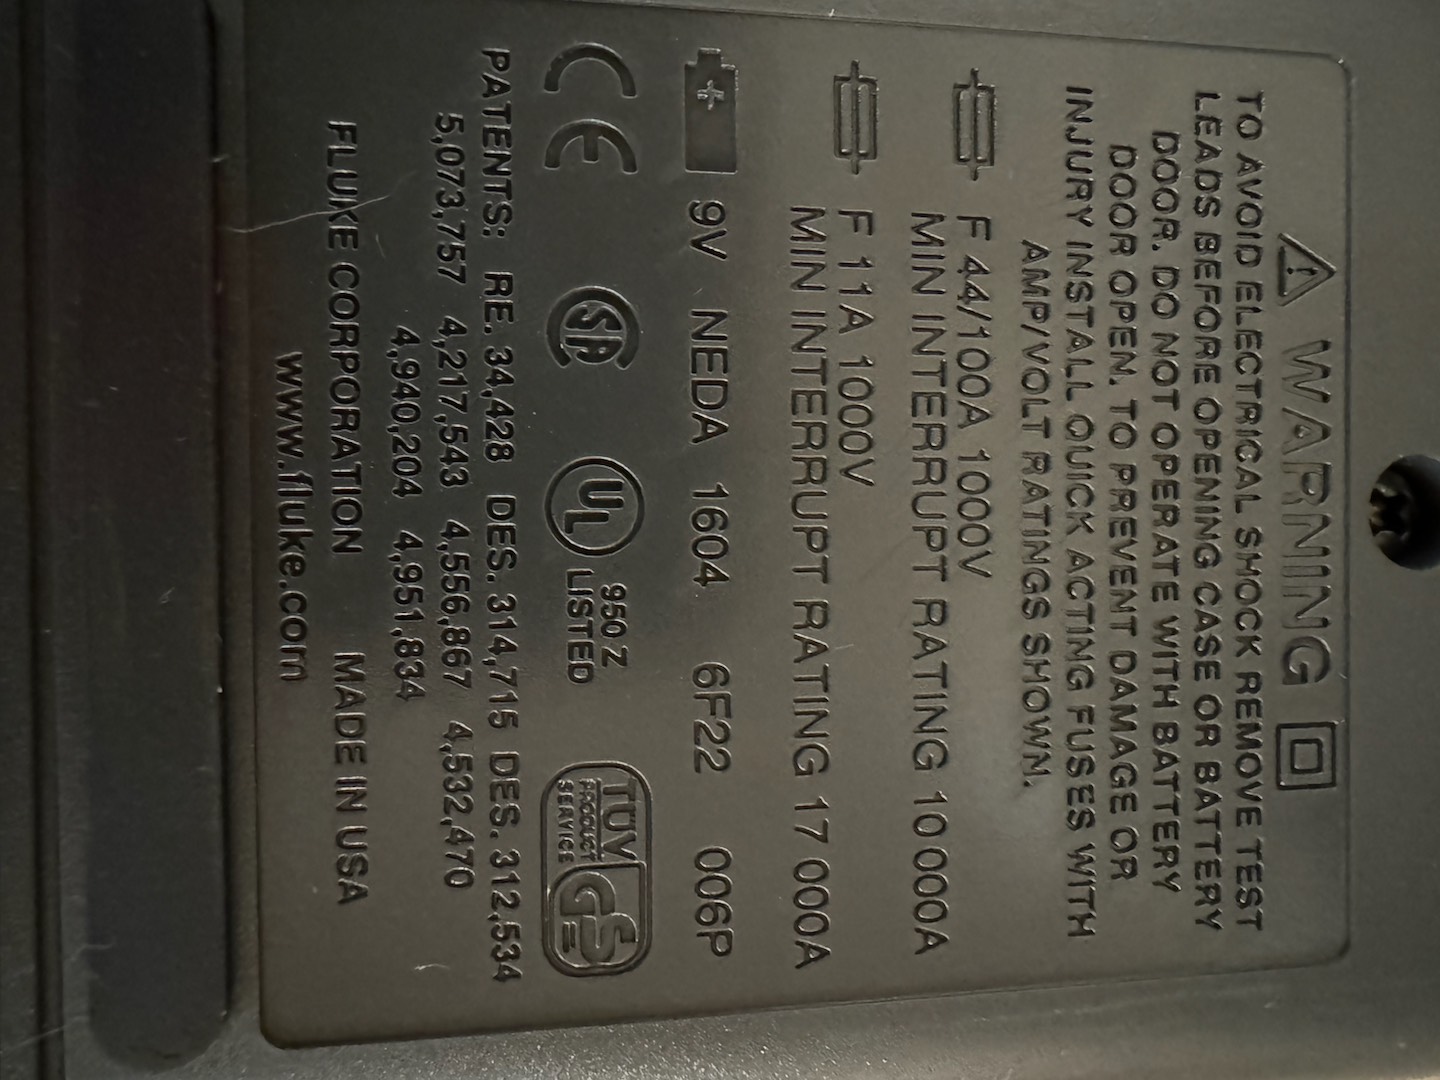 WARNING
TO AVOID ELECTRICAL SHOCK REMOVE TEST
LEADS BEFORE OPENING CASE OR BATTERY
DOOR. DO NOT OPERATE WITH BATTERY
DOOR OPEN. TO PREVENT DAMAGE OR
INJURY INSTALL QUICK ACTING FUSES WITH
AMP/VOLT RATINGS SHOWN.
F 44/100A 1000V
MIN INTERRUPT RATING 10 000A
F 11A 1000V
MIN INTERRUPT RATING 17 000A
9V NEDA 1604 6F22 006P
CE
SA
UL
950 Z
LISTED
TUV
PRODUCT
SERVICE
GS
PATENTS: RE. 34,428 DES. 314,715 DES. 312,534
5,073,757 4,217,543 4,556,867 4,532,470
4,940,204 4,951,834
FLUKE CORPORATION MADE IN USA
www.fluke.com